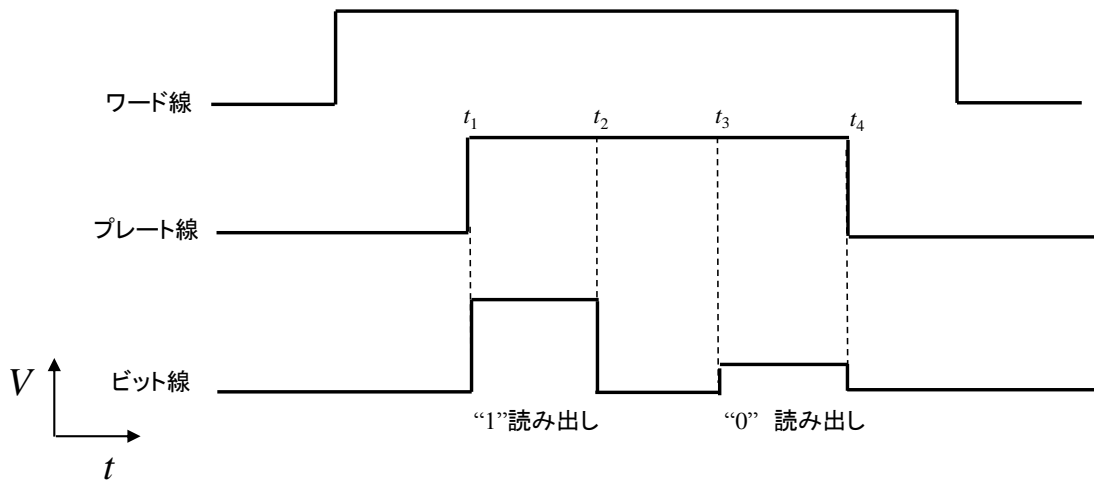 ワード線
t1 t2 t3 t4
プレート線
ビット線
V
t
“1”読み出し “0” 読み出し